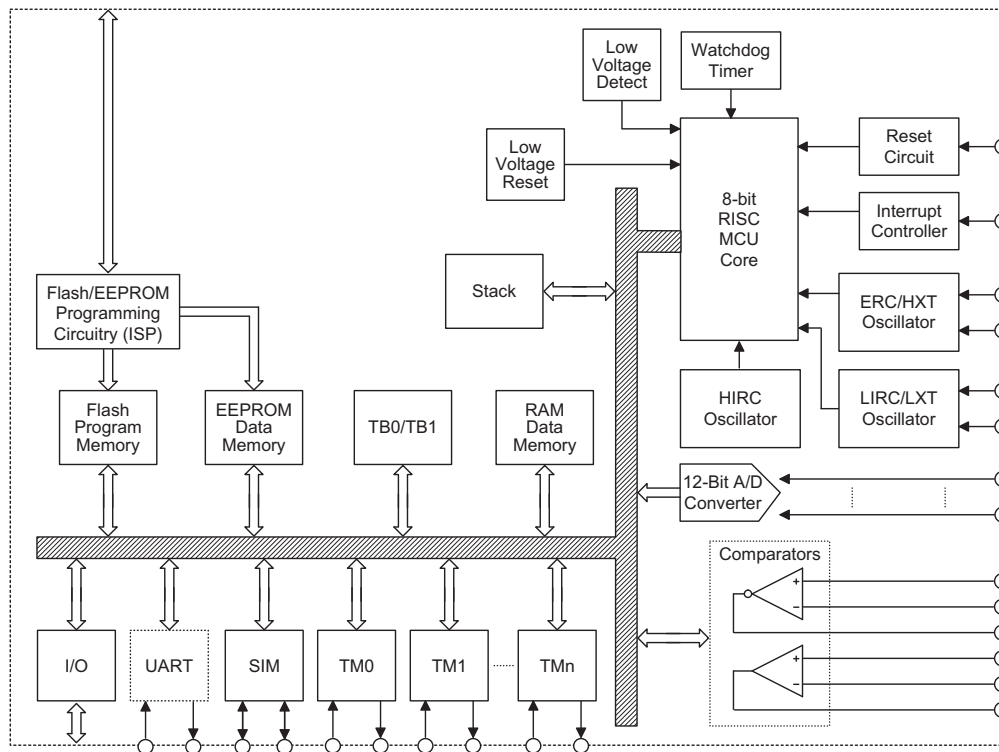 Low
Voltage
Detect
Watchdog
Timer
Low
Voltage
Reset
8-bit
RISC
MCU
Core
Reset
Circuit
Interrupt
Controller
Stack
Flash/EEPROM
Programming
Circuitry (ISP)
ERC/HXT
Oscillator
HIRC
Oscillator
LIRC/LXT
Oscillator
Flash
Program
Memory
EEPROM
Data
Memory
TB0/TB1
RAM
Data
Memory
12-Bit A/D
Converter
Comparators
+
−
+
−
I/O
UART
SIM
TM0
TM1
TMn